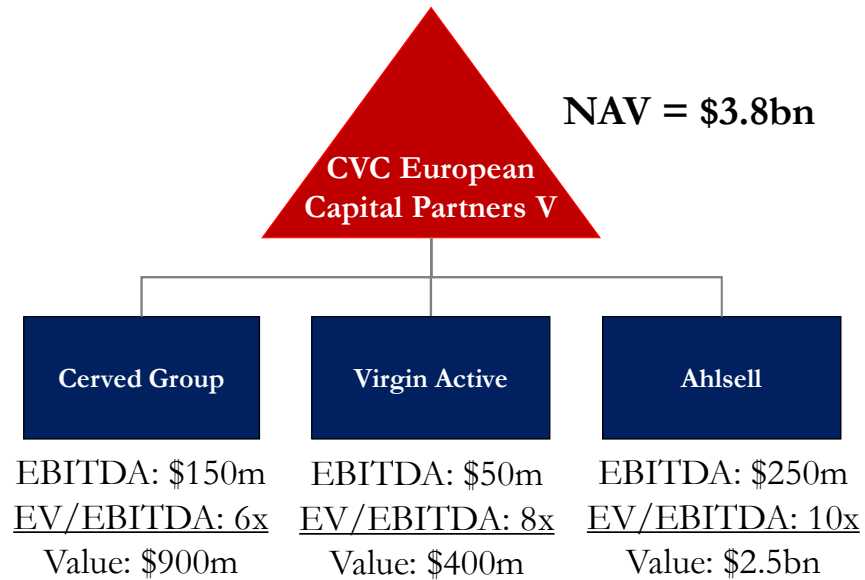 NAV = $3.8bn
CVC European
Capital Partners V
Cerved Group
Virgin Active
Ahlsell
EBITDA: $150m
EV/EBITDA: 6x
Value: $900m
EBITDA: $50m
EV/EBITDA: 8x
Value: $400m
EBITDA: $250m
EV/EBITDA: 10x
Value: $2.5bn